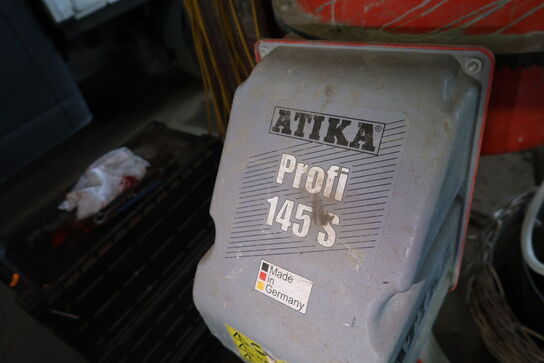 ATIKA®
Profi
145 S
Made
in
Germany